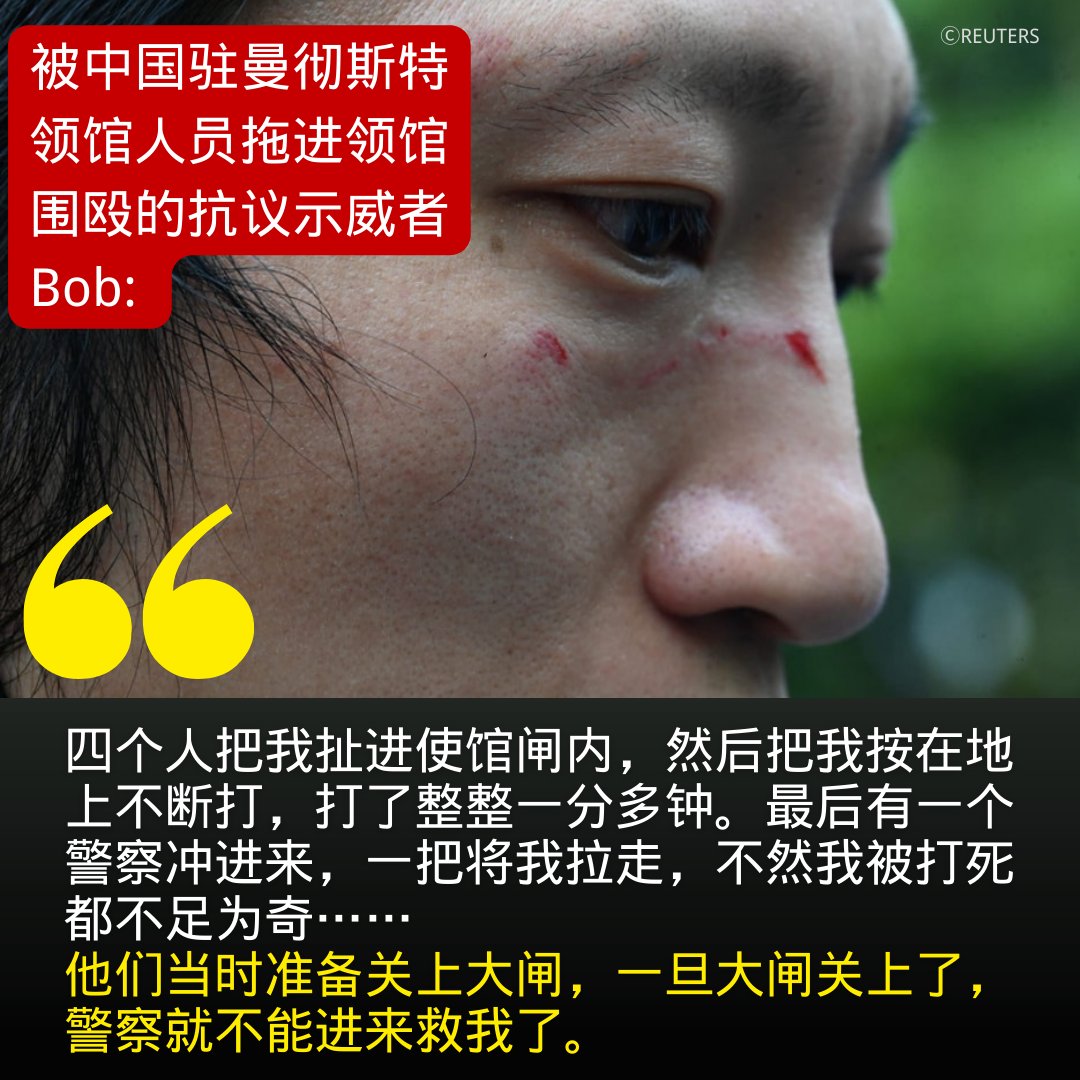 ©REUTERS
被中国驻曼彻斯特
领馆人员拖进领馆
围殴的抗议示威者
Bob:
“
四个人把我扯进使馆闸内，然后把我按在地
上不断打，打了整整一分多钟。最后有一个
警察冲进来，一把将我拉走，不然我被打死
都不足为奇……
他们当时准备关上大闸，一旦大闸关上了，
警察就不能进来救我了。